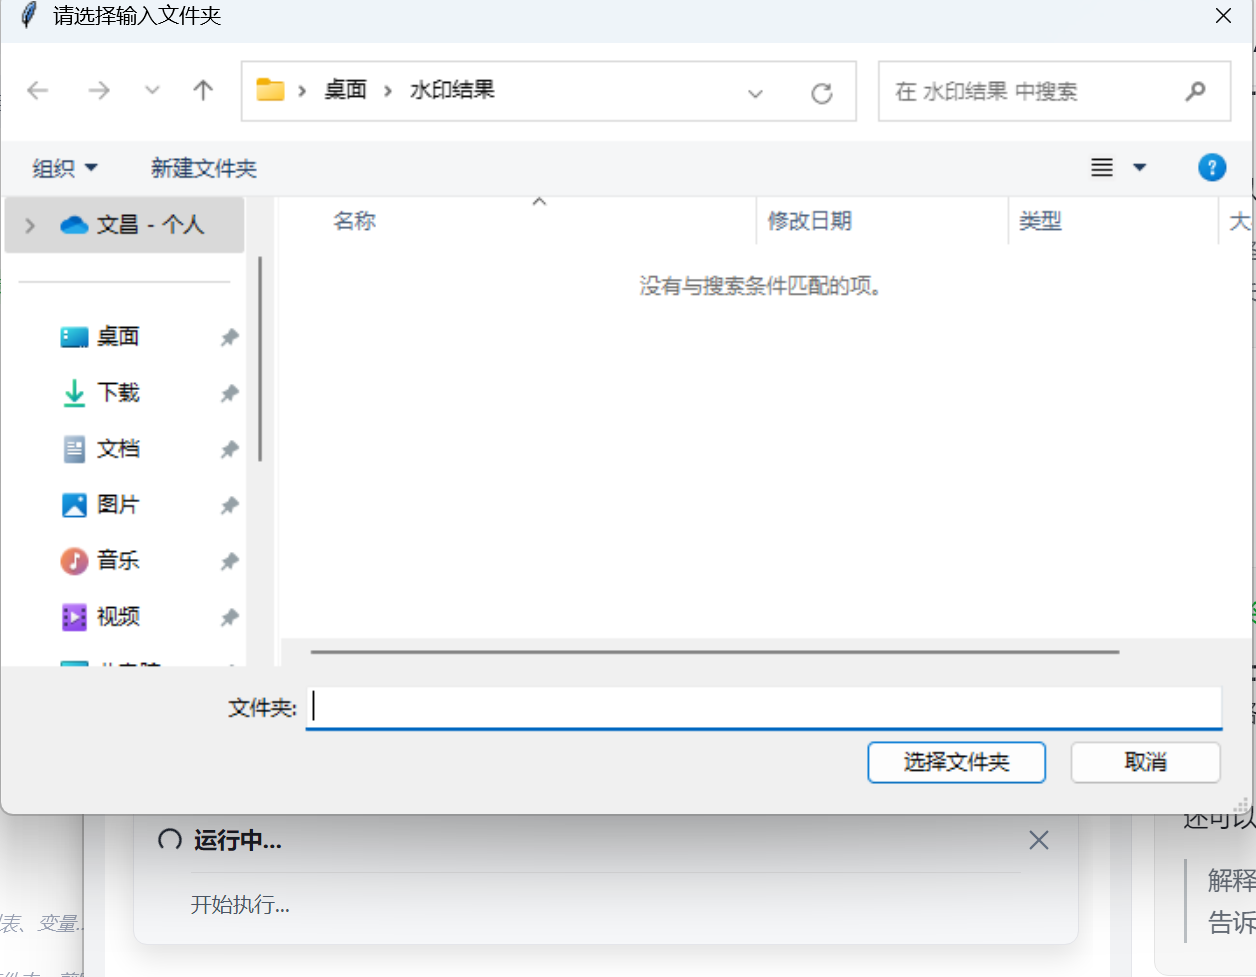 请选择输入文件夹
桌面 › 水印结果
在 水印结果 中搜索
组织
新建文件夹
文昌 - 个人
名称
修改日期
类型
大
没有与搜索条件匹配的项。
桌面
下载
文档
图片
音乐
视频
文件夹:
选择文件夹
取消
运行中...
开始执行...
还可以
解释
告诉
表、变量..